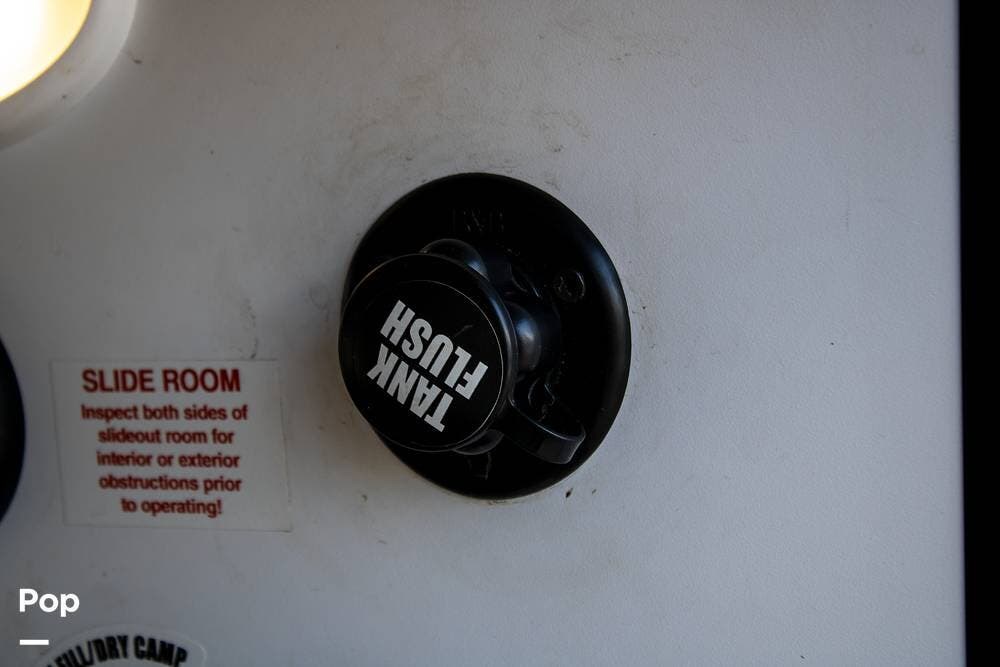 TANK
FLUSH
SLIDE ROOM
Inspect both sides of
slideout room for
interior or exterior
obstructions prior
to operating!
Pop
FILL/DRY CAMP